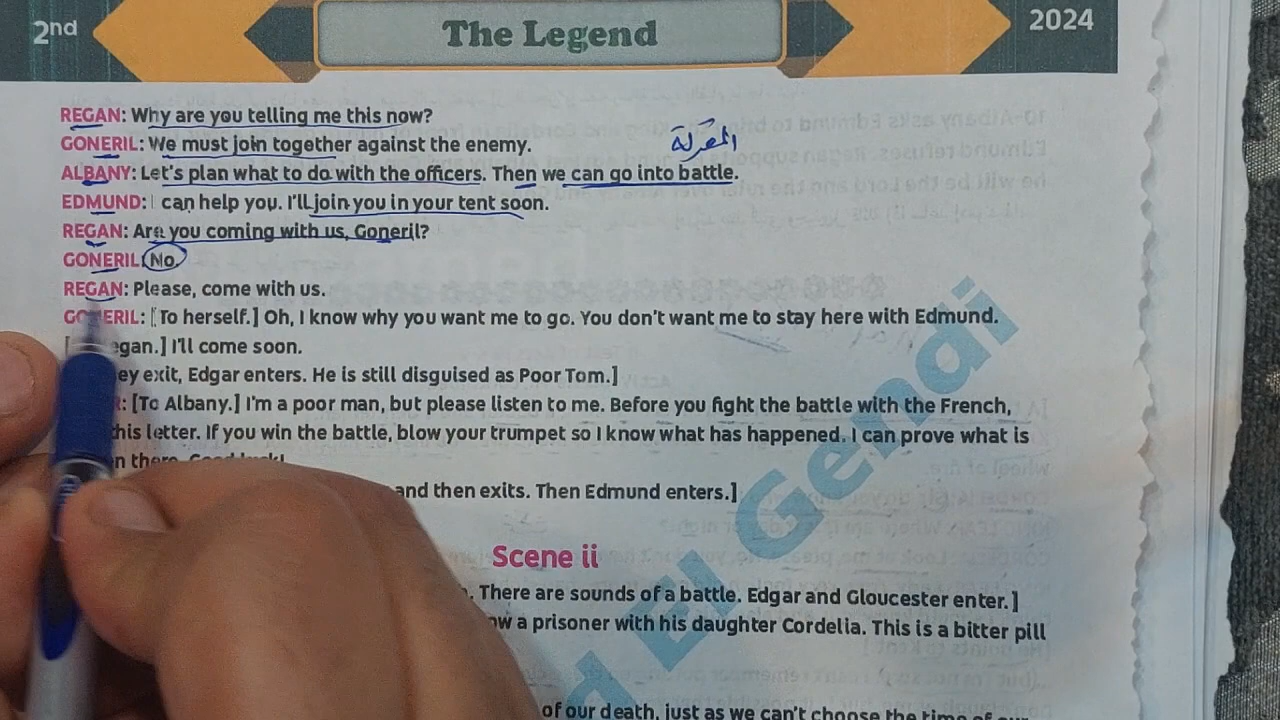 2nd
The Legend
2024
REGAN: Why are you telling me this now?
GONERIL: We must join together against the enemy.
المعركة
ALBANY: Let's plan what to do with the officers. Then we can go into battle.
EDMUND: I can help you. I'll join you in your tent soon.
REGAN: Are you coming with us, Goneril?
GONERIL: No.
REGAN: Please, come with us.
GONERIL: [To herself.] Oh, I know why you want me to go. You don't want me to stay here with Edmund.
egan.] I'll come soon.
ey exit, Edgar enters. He is still disguised as Poor Tom.]
: [To Albany.] I'm a poor man, but please listen to me. Before you fight the battle with the French,
this letter. If you win the battle, blow your trumpet so I know what has happened. I can prove what is
n there. Good luck!
and then exits. Then Edmund enters.]
Scene ii
. There are sounds of a battle. Edgar and Gloucester enter.]
ow a prisoner with his daughter Cordelia. This is a bitter pill
of our death, just as we can't choose the time of our
d El Gendi